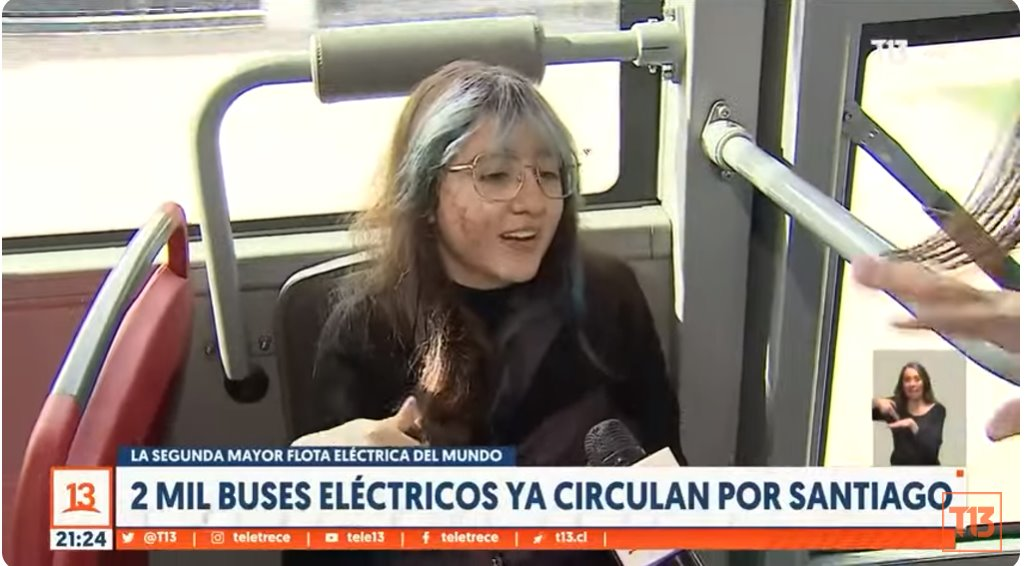 T13
LA SEGUNDA MAYOR FLOTA ELÉCTRICA DEL MUNDO
13
2 MIL BUSES ELÉCTRICOS YA CIRCULAN POR SANTIAGO
T13
21:24 @T13 | teletrece | tele13 | teletrece | t13.cl |